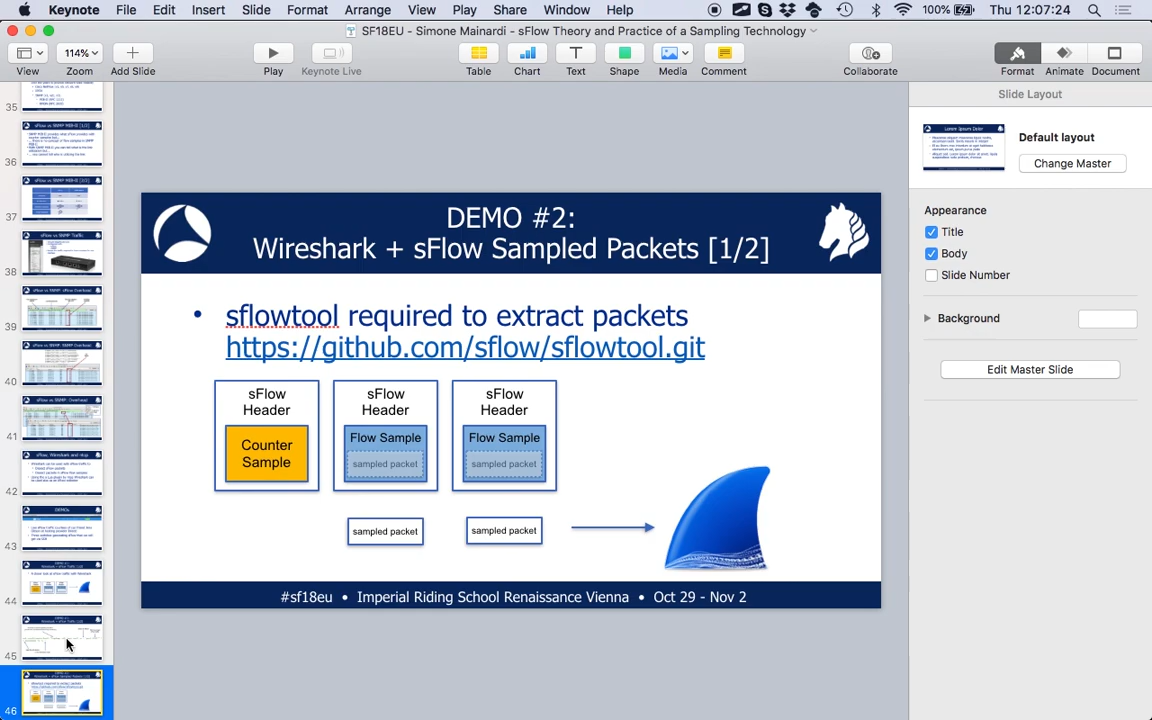 Keynote File Edit Insert Slide Format Arrange View Play Share Window Help 100% Thu 12:07:24
SF18EU - Simone Mainardi - sFlow Theory and Practice of a Sampling Technology
114%
View Zoom Add Slide Play Keynote Live Table Chart Text Shape Media Comment Collaborate Format Animate Document
Slide Layout
Default layout
Change Master
Appearance
Title
Body
Slide Number
Background
Edit Master Slide
35
36
37
38
39
40
41
42
43
44
45
46
DEMO #2:
Wireshark + sFlow Sampled Packets [1/2]
• sflowtool required to extract packets
https://github.com/sflow/sflowtool.git
sFlow
Header
Counter
Sample
sFlow
Header
Flow Sample
sampled packet
sFlow
Header
Flow Sample
sampled packet
sampled packet
sampled packet
#sf18eu • Imperial Riding School Renaissance Vienna • Oct 29 - Nov 2